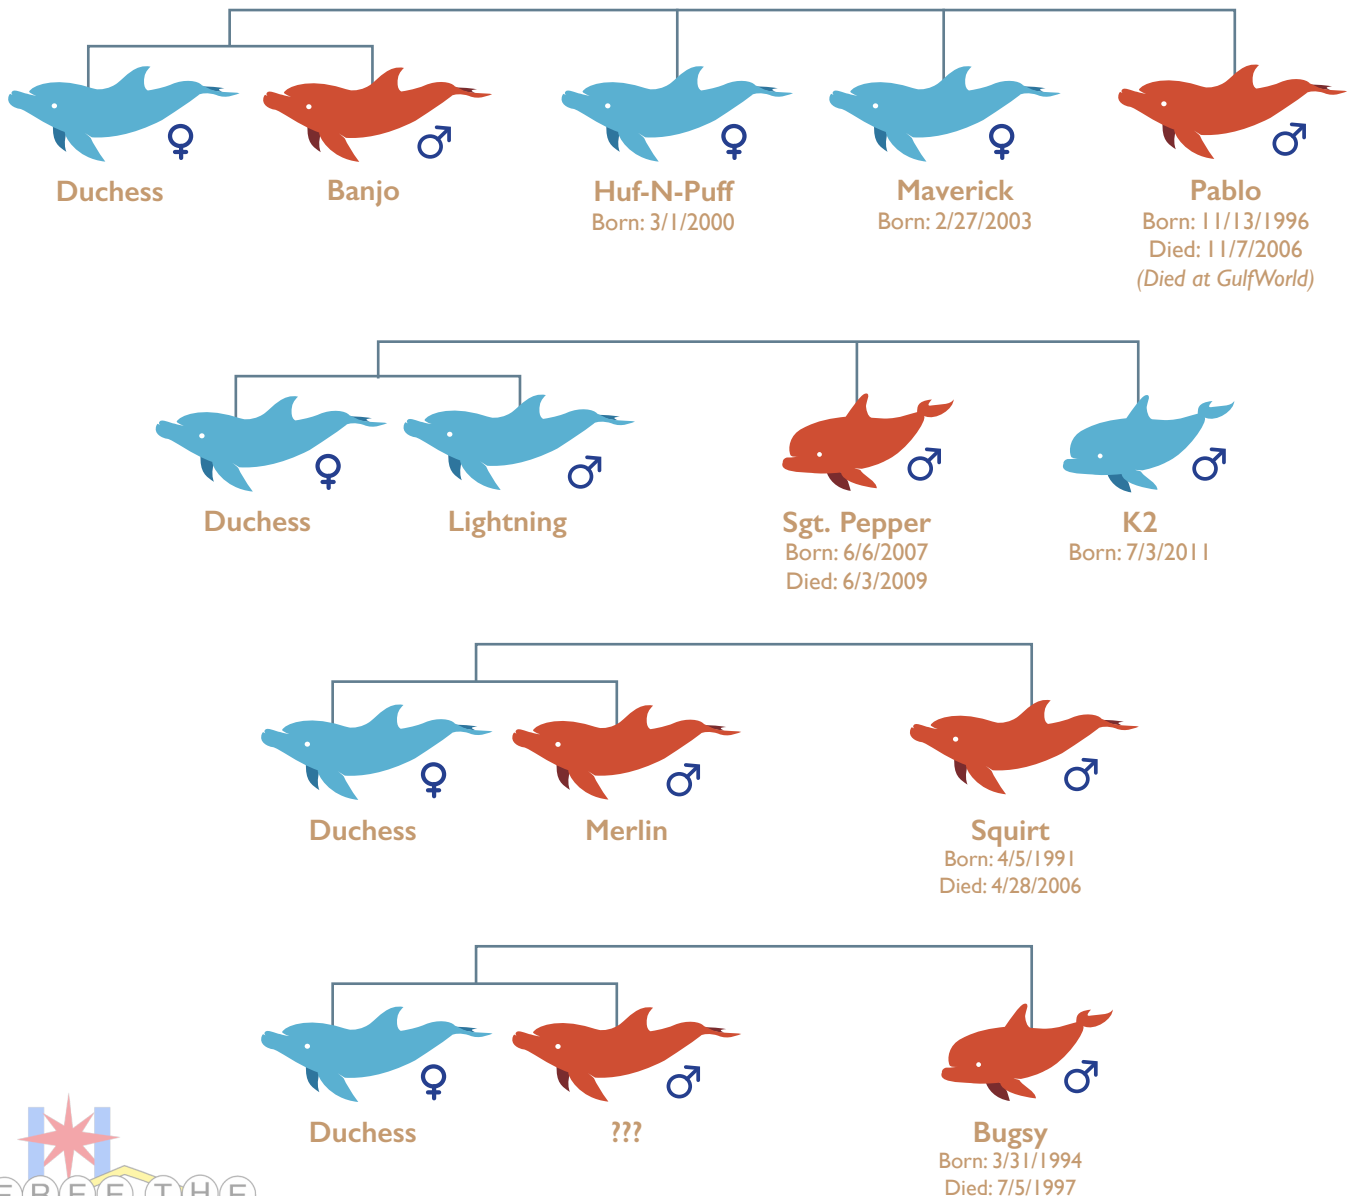 Duchess Banjo Huf-N-Puff Maverick Pablo
Born: 3/1/2000 Born: 2/27/2003 Born: 11/13/1996
Died: 11/7/2006
(Died at GulfWorld)
Duchess Lightning Sgt. Pepper K2
Born: 6/6/2007 Born: 7/3/2011
Died: 6/3/2009
Duchess Merlin Squirt
Born: 4/5/1991
Died: 4/28/2006
Duchess ??? Bugsy
Born: 3/31/1994
Died: 7/5/1997
FREE THE